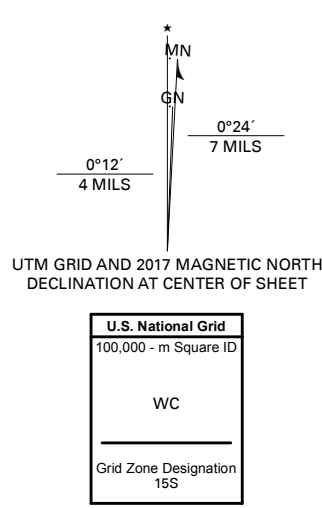 ★
MN
GN
0°24´
7 MILS
0°12´
4 MILS
UTM GRID AND 2017 MAGNETIC NORTH
DECLINATION AT CENTER OF SHEET
U.S. National Grid
100,000 - m Square ID
WC
Grid Zone Designation
15S